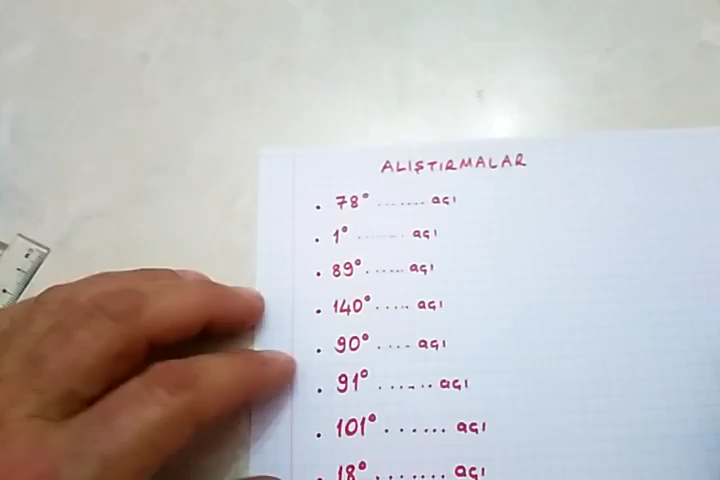 ALIŞTIRMALAR
. 78° ....... açı
. 1° ........ açı
. 89° ...... açı
. 140° ..... açı
. 90° .... açı
. 91° ....... açı
. 101° ...... açı
. 18° ....... açı